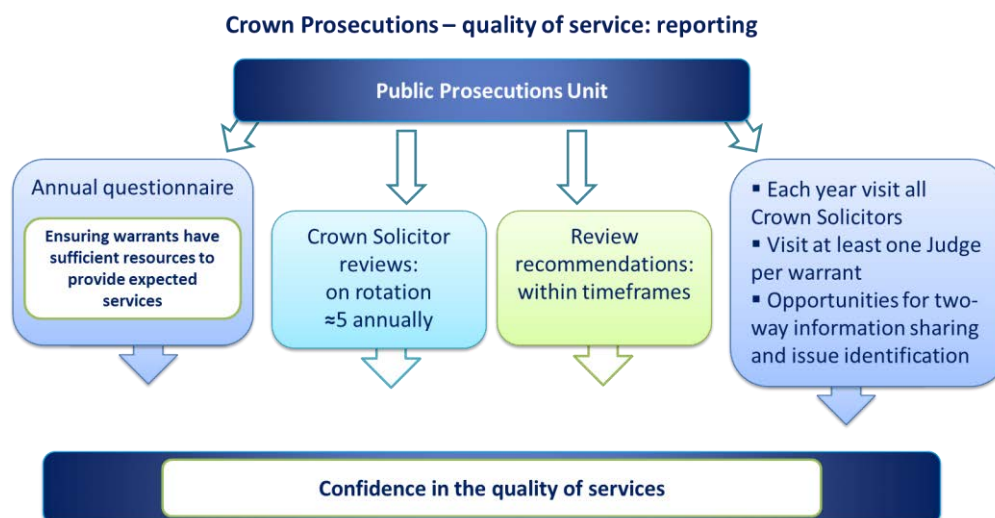 Crown Prosecutions – quality of service: reporting
Public Prosecutions Unit
Annual questionnaire
Ensuring warrants have
sufficient resources to
provide expected
services
Crown Solicitor
reviews:
on rotation
≈5 annually
Review
recommendations:
within timeframes
▪ Each year visit all
Crown Solicitors
▪ Visit at least one Judge
per warrant
▪ Opportunities for two-
way information sharing
and issue identification
Confidence in the quality of services